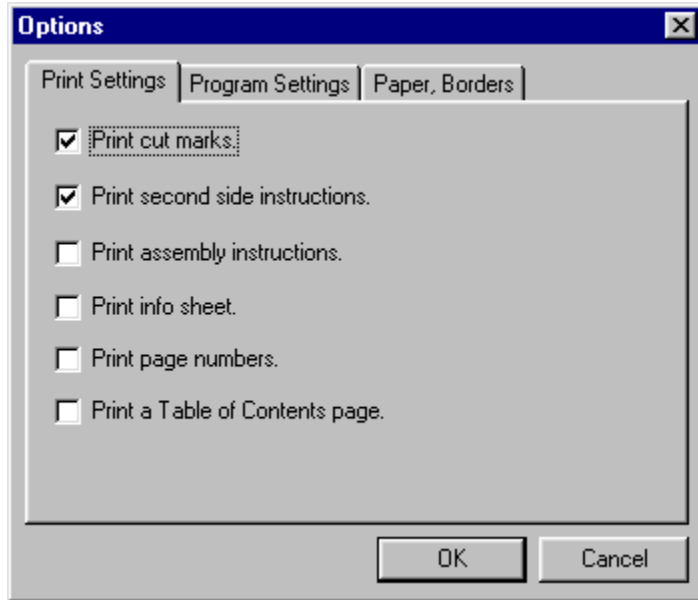 Options
Print Settings Program Settings Paper, Borders
Print cut marks.
Print second side instructions.
Print assembly instructions.
Print info sheet.
Print page numbers.
Print a Table of Contents page.
OK Cancel